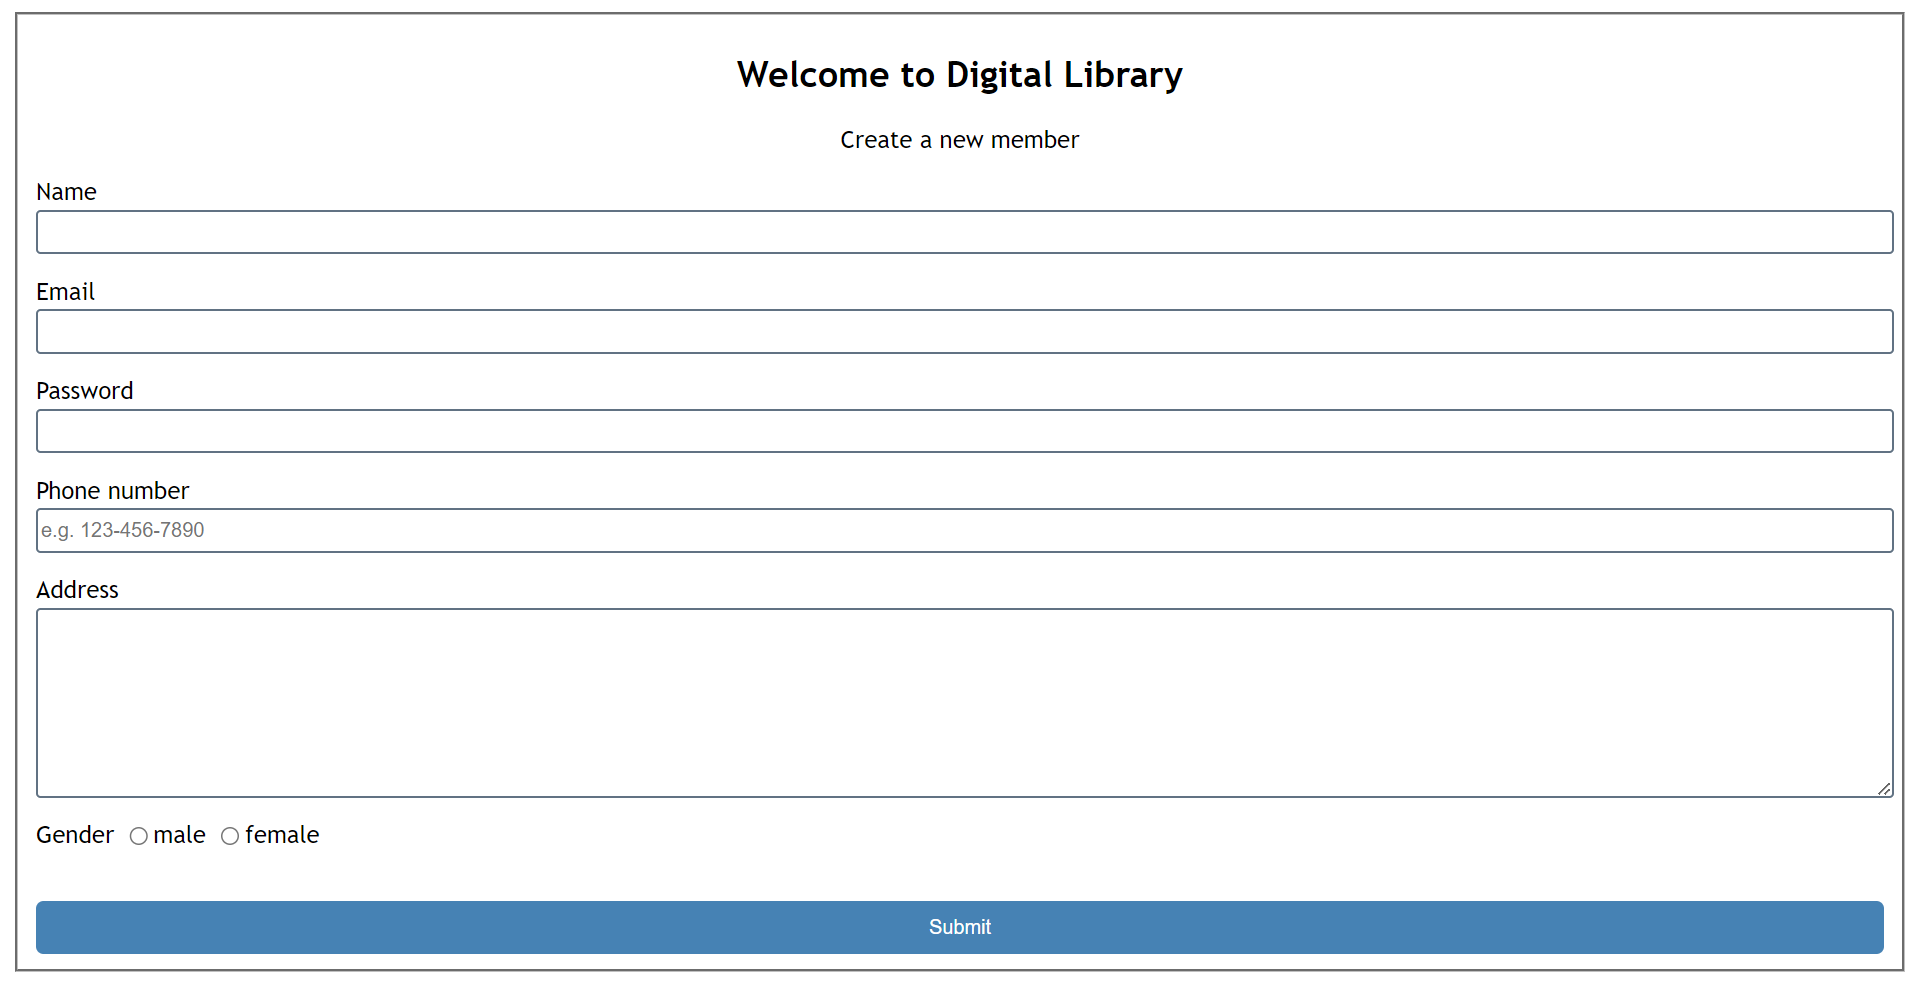 Welcome to Digital Library
Create a new member
Name
Email
Password
Phone number
e.g. 123-456-7890
Address
Gender male female
Submit